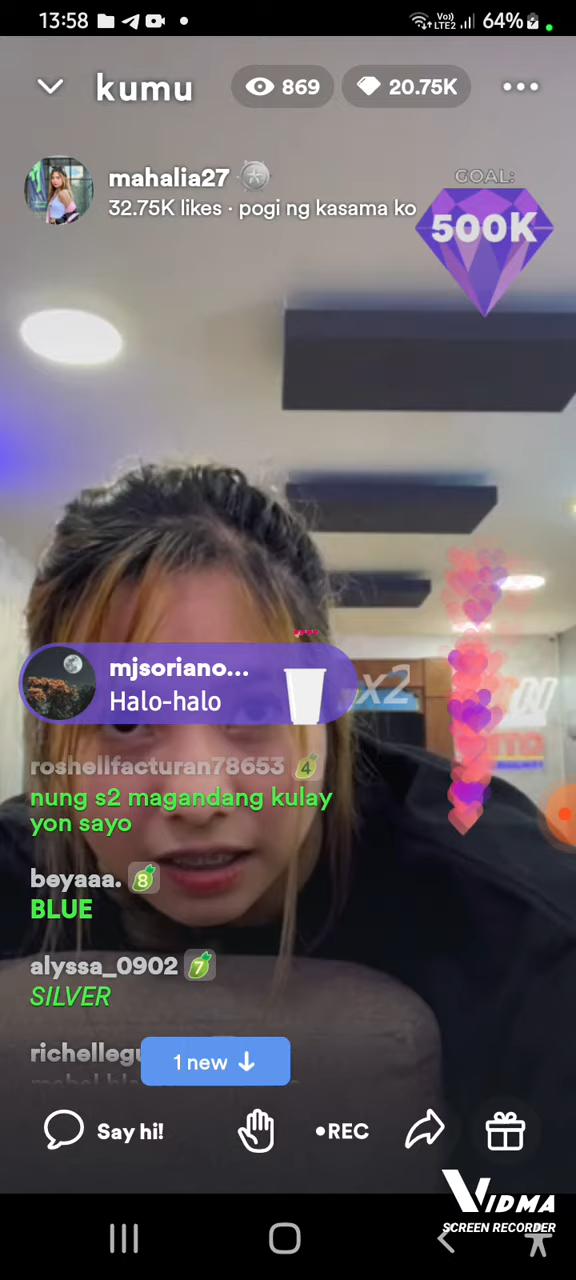 13:58
Vo))
LTE2
64%
kumu
869
20.75K
mahalia27
32.75K likes · pogi ng kasama ko
GOAL:
500K
mjsoriano...
Halo-halo
x2
roshellfacturan78653 4
nung s2 magandang kulay
yon sayo
beyaaa. 8
BLUE
alyssa_0902 7
SILVER
1 new
Say hi!
•REC
VIDMA
SCREEN RECORDER